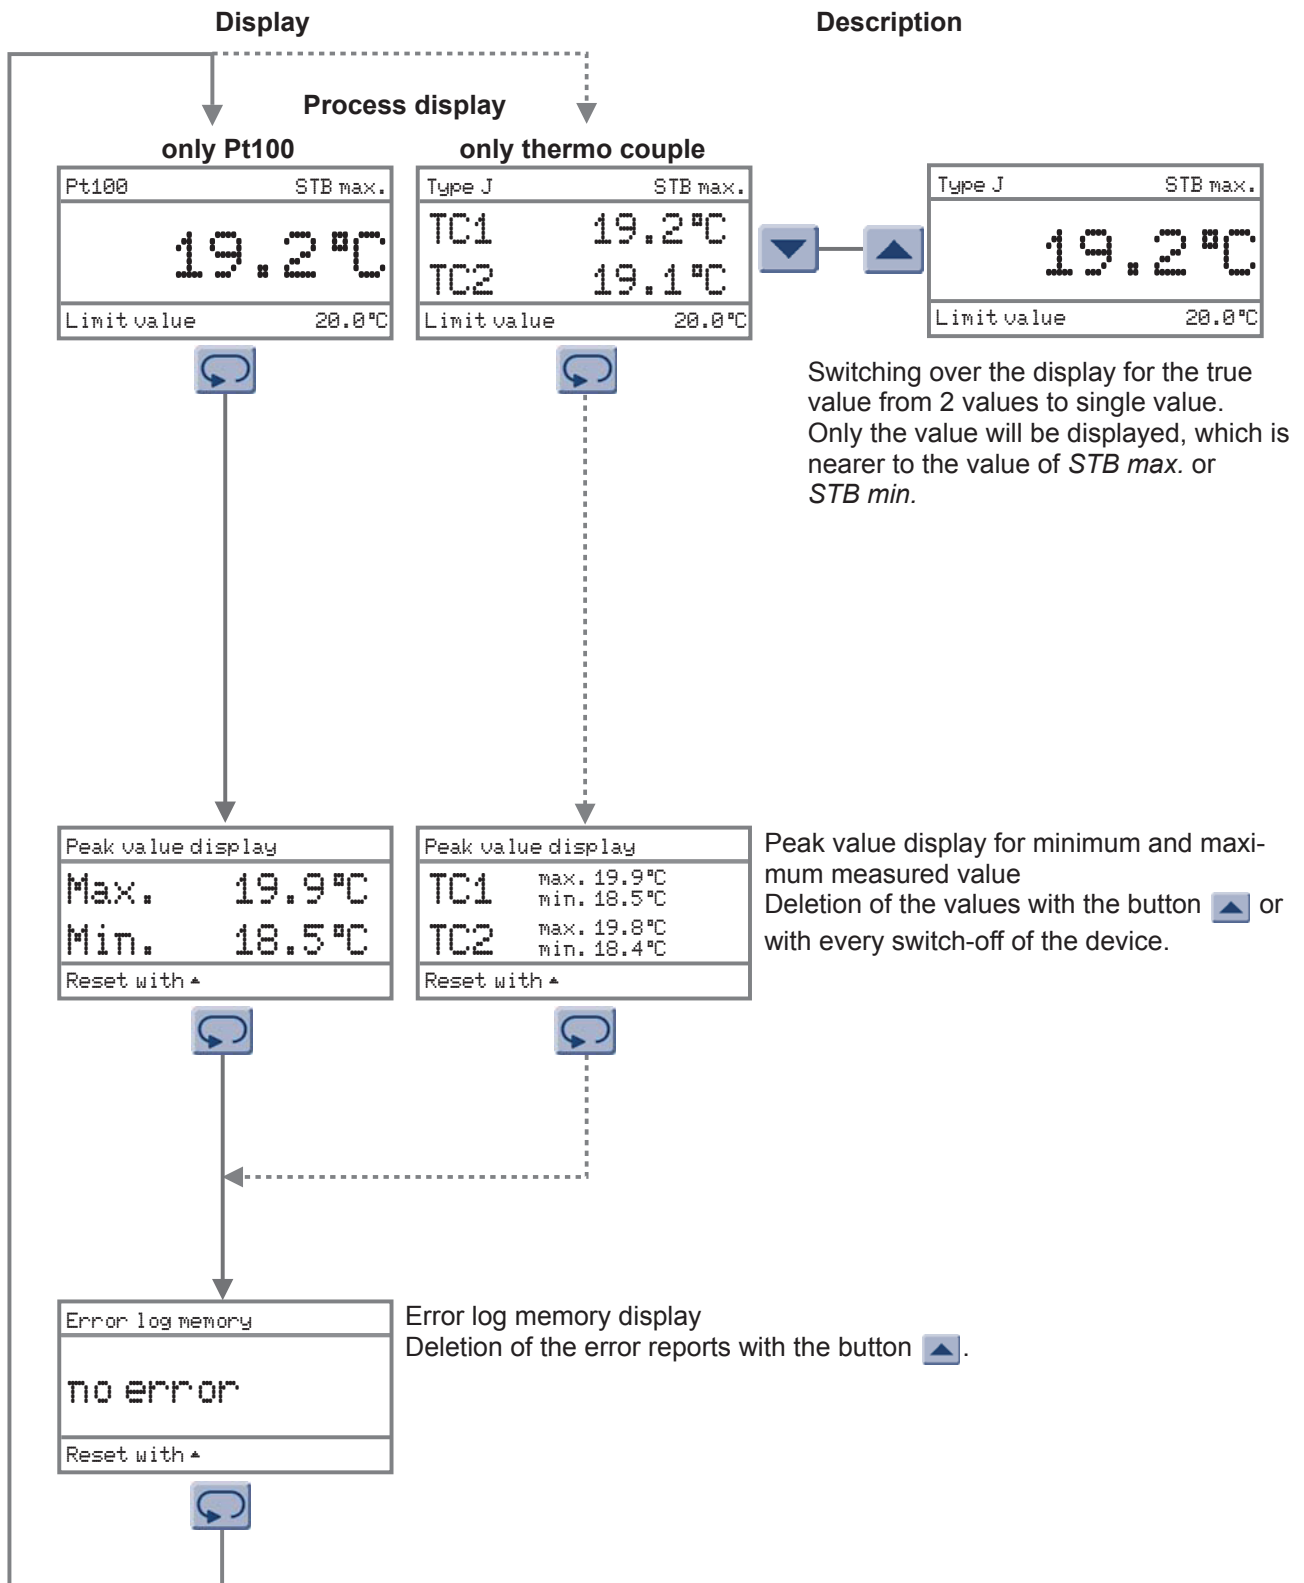 Display
Description
Process display
only Pt100
only thermo couple
Pt100 STB max.
19.2°C
Limit value 20.0°C
Type J STB max.
TC1 19.2°C
TC2 19.1°C
Limit value 20.0°C
Type J STB max.
19.2°C
Limit value 20.0°C
Switching over the display for the true
value from 2 values to single value.
Only the value will be displayed, which is
nearer to the value of STB max. or
STB min.
Peak value display
Max. 19.9°C
Min. 18.5°C
Reset with ▲
Peak value display
TC1 max. 19.9°C
min. 18.5°C
TC2 max. 19.8°C
min. 18.4°C
Reset with ▲
Peak value display for minimum and maxi-
mum measured value
Deletion of the values with the button ▲ or
with every switch-off of the device.
Error log memory
no error
Reset with ▲
Error log memory display
Deletion of the error reports with the button ▲.